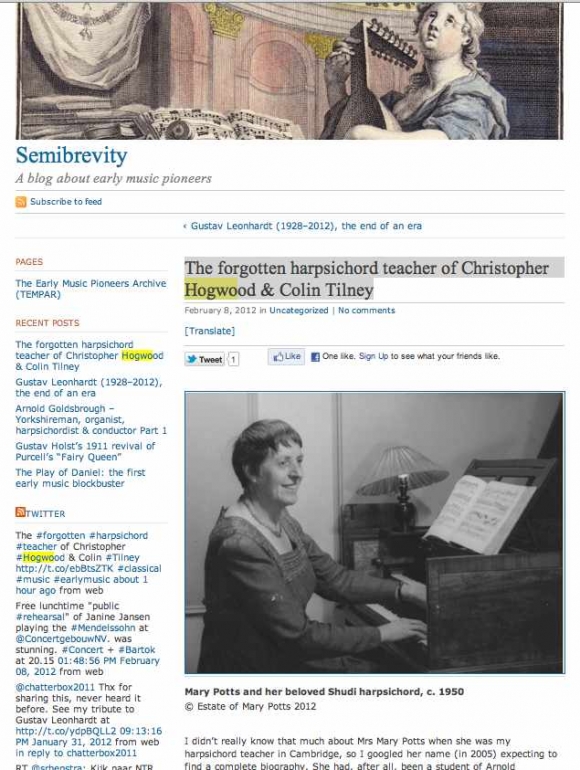 Semibrevity
A blog about early music pioneers
Subscribe to feed
‹ Gustav Leonhardt (1928–2012), the end of an era
PAGES
The Early Music Pioneers Archive
(TEMPAR)
RECENT POSTS
The forgotten harpsichord
teacher of Christopher Hogwood
& Colin Tilney
Gustav Leonhardt (1928–2012),
the end of an era
Arnold Goldsbrough –
Yorkshireman, organist,
harpsichordist & conductor Part 1
Gustav Holst's 1911 revival of
Purcell's "Fairy Queen"
The Play of Daniel: the first
early music blockbuster
TWITTER
The #forgotten #harpsichord
#teacher of Christopher
#Hogwood & Colin #Tilney
http://t.co/ebBtsZTK #classical
#music #earlymusic about 1
hour ago from web
Free lunchtime "public
#rehearsal" of Janine Jansen
playing the #Mendelssohn at
@ConcertgebouwNV. was
stunning. #Concert + #Bartok
at 20.15 01:48:56 PM February
08, 2012 from web
@chatterbox2011 Thx for
sharing this, never heard it
before. See my tribute to
Gustav Leonhardt at
http://t.co/ydpBQLL2 09:13:16
PM January 31, 2012 from web
in reply to chatterbox2011
RT @srhenstra: Kijk naar NTR
The forgotten harpsichord teacher of Christopher
Hogwood & Colin Tilney
February 8, 2012 in Uncategorized | No comments
[Translate]
Tweet 1 Like One like. Sign Up to see what your friends like.
Mary Potts and her beloved Shudi harpsichord, c. 1950
© Estate of Mary Potts 2012
I didn't really know that much about Mrs Mary Potts when she was my
harpsichord teacher in Cambridge, so I googled her name (in 2005) expecting to
find a complete biography. She had, after all, been a student of Arnold